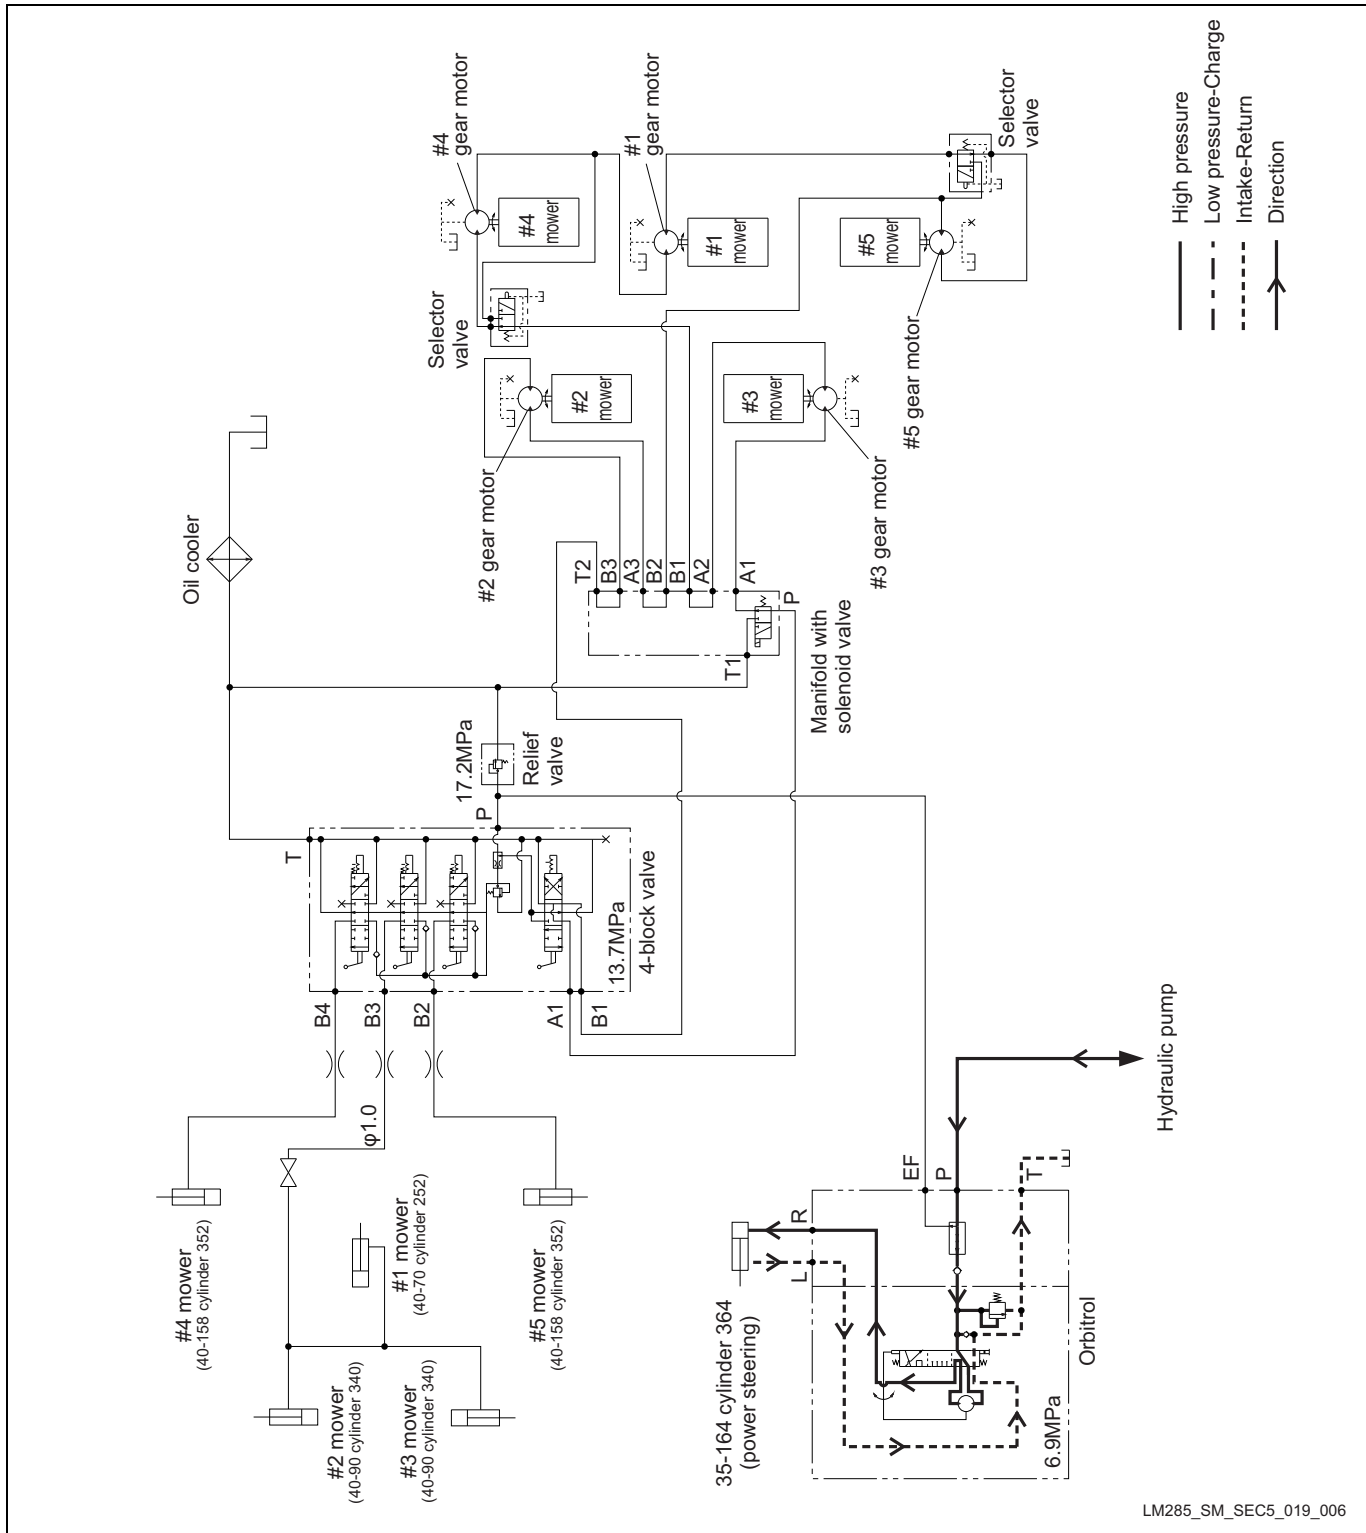 #4
gear motor
#1
gear motor
Selector
valve
#4
mower
#1
mower
#5
mower
Selector
valve
#2
mower
#3
mower
#5 gear motor
#2 gear motor
#3 gear motor
Oil cooler
T2
B3
A3
B2
B1
A2
A1
P
T1
Manifold with
solenoid valve
17.2MPa
Relief
valve
P
T
13.7MPa
4-block valve
B4
B3
B2
A1
B1
φ1.0
#4 mower
(40-158 cylinder 352)
#1 mower
(40-70 cylinder 252)
#5 mower
(40-158 cylinder 352)
#2 mower
(40-90 cylinder 340)
#3 mower
(40-90 cylinder 340)
35-164 cylinder 364
(power steering)
R
L
EF
P
T
Hydraulic pump
Orbitrol
6.9MPa
High pressure
Low pressure-Charge
Intake-Return
Direction
LM285_SM_SEC5_019_006